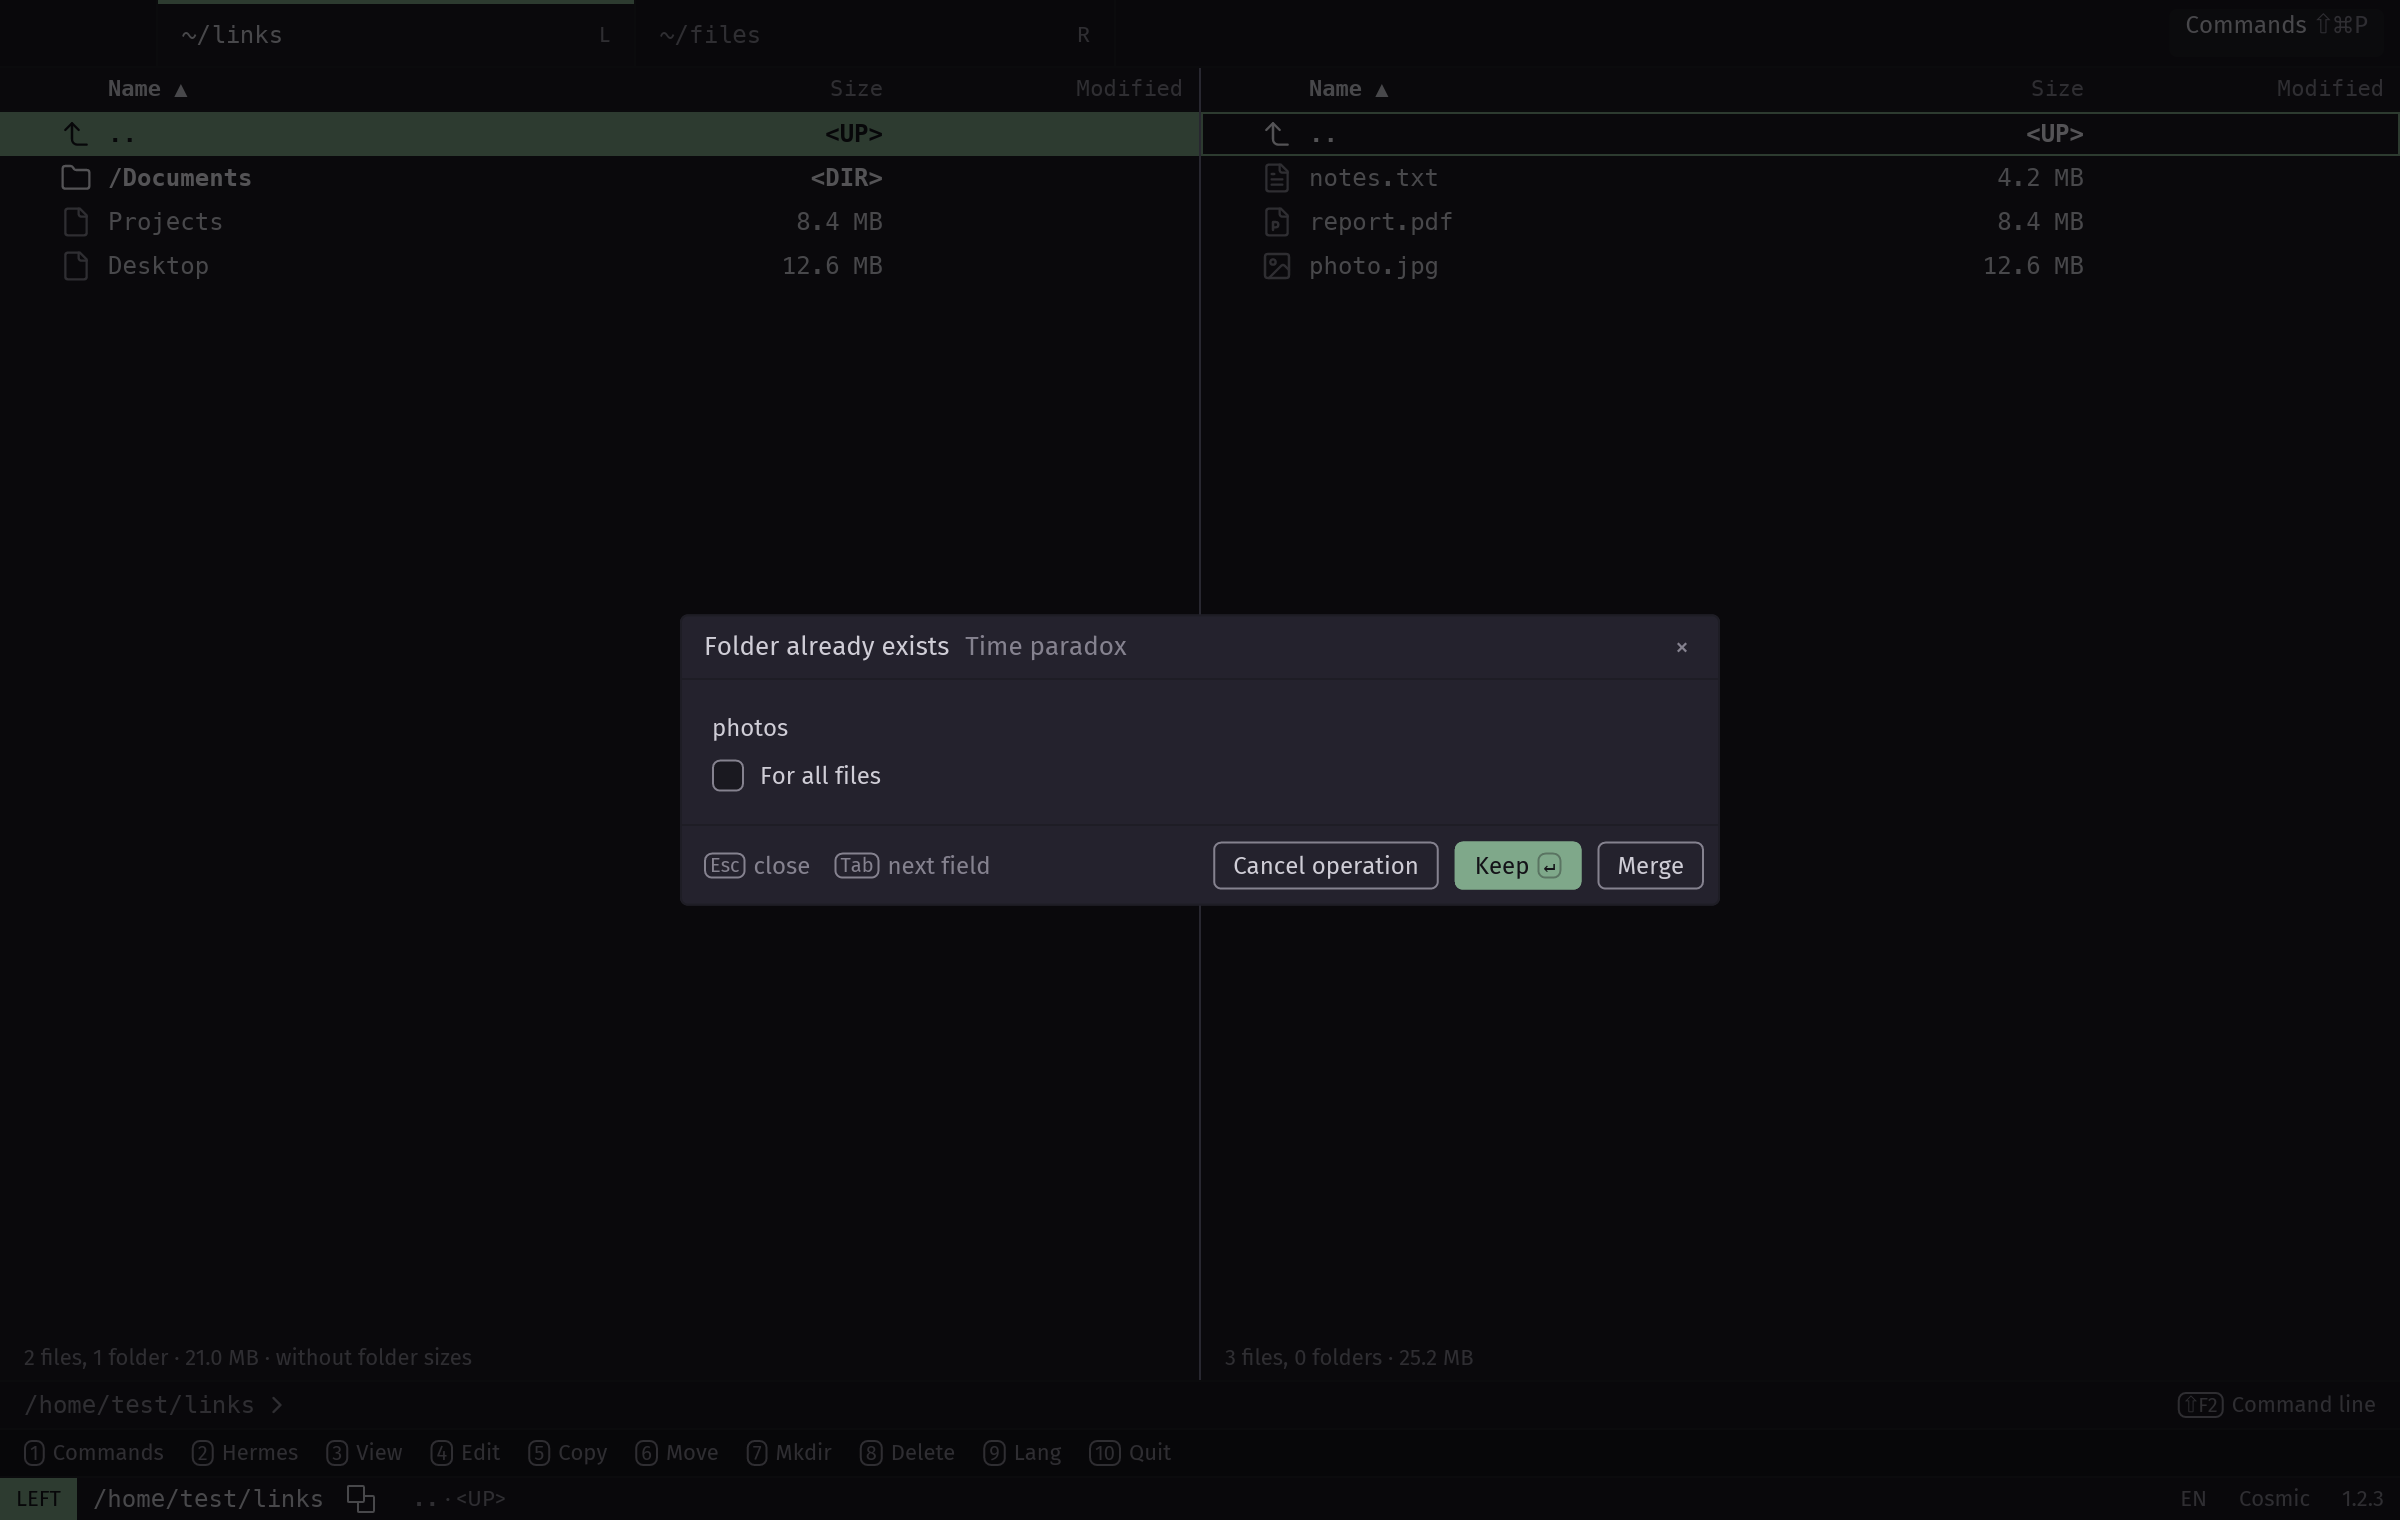 ~/links L ~/files R Commands ⇧⌘P
Name ▲ Size Modified Name ▲ Size Modified
.. <UP> .. <UP>
/Documents <DIR> notes.txt 4.2 MB
Projects 8.4 MB report.pdf 8.4 MB
Desktop 12.6 MB photo.jpg 12.6 MB
Folder already exists Time paradox ×
photos
For all files
Esc close Tab next field Cancel operation Keep ↵ Merge
2 files, 1 folder · 21.0 MB · without folder sizes 3 files, 0 folders · 25.2 MB
/home/test/links > ⇧F2 Command line
1 Commands 2 Hermes 3 View 4 Edit 5 Copy 6 Move 7 Mkdir 8 Delete 9 Lang 10 Quit
LEFT /home/test/links .. · <UP> EN Cosmic 1.2.3